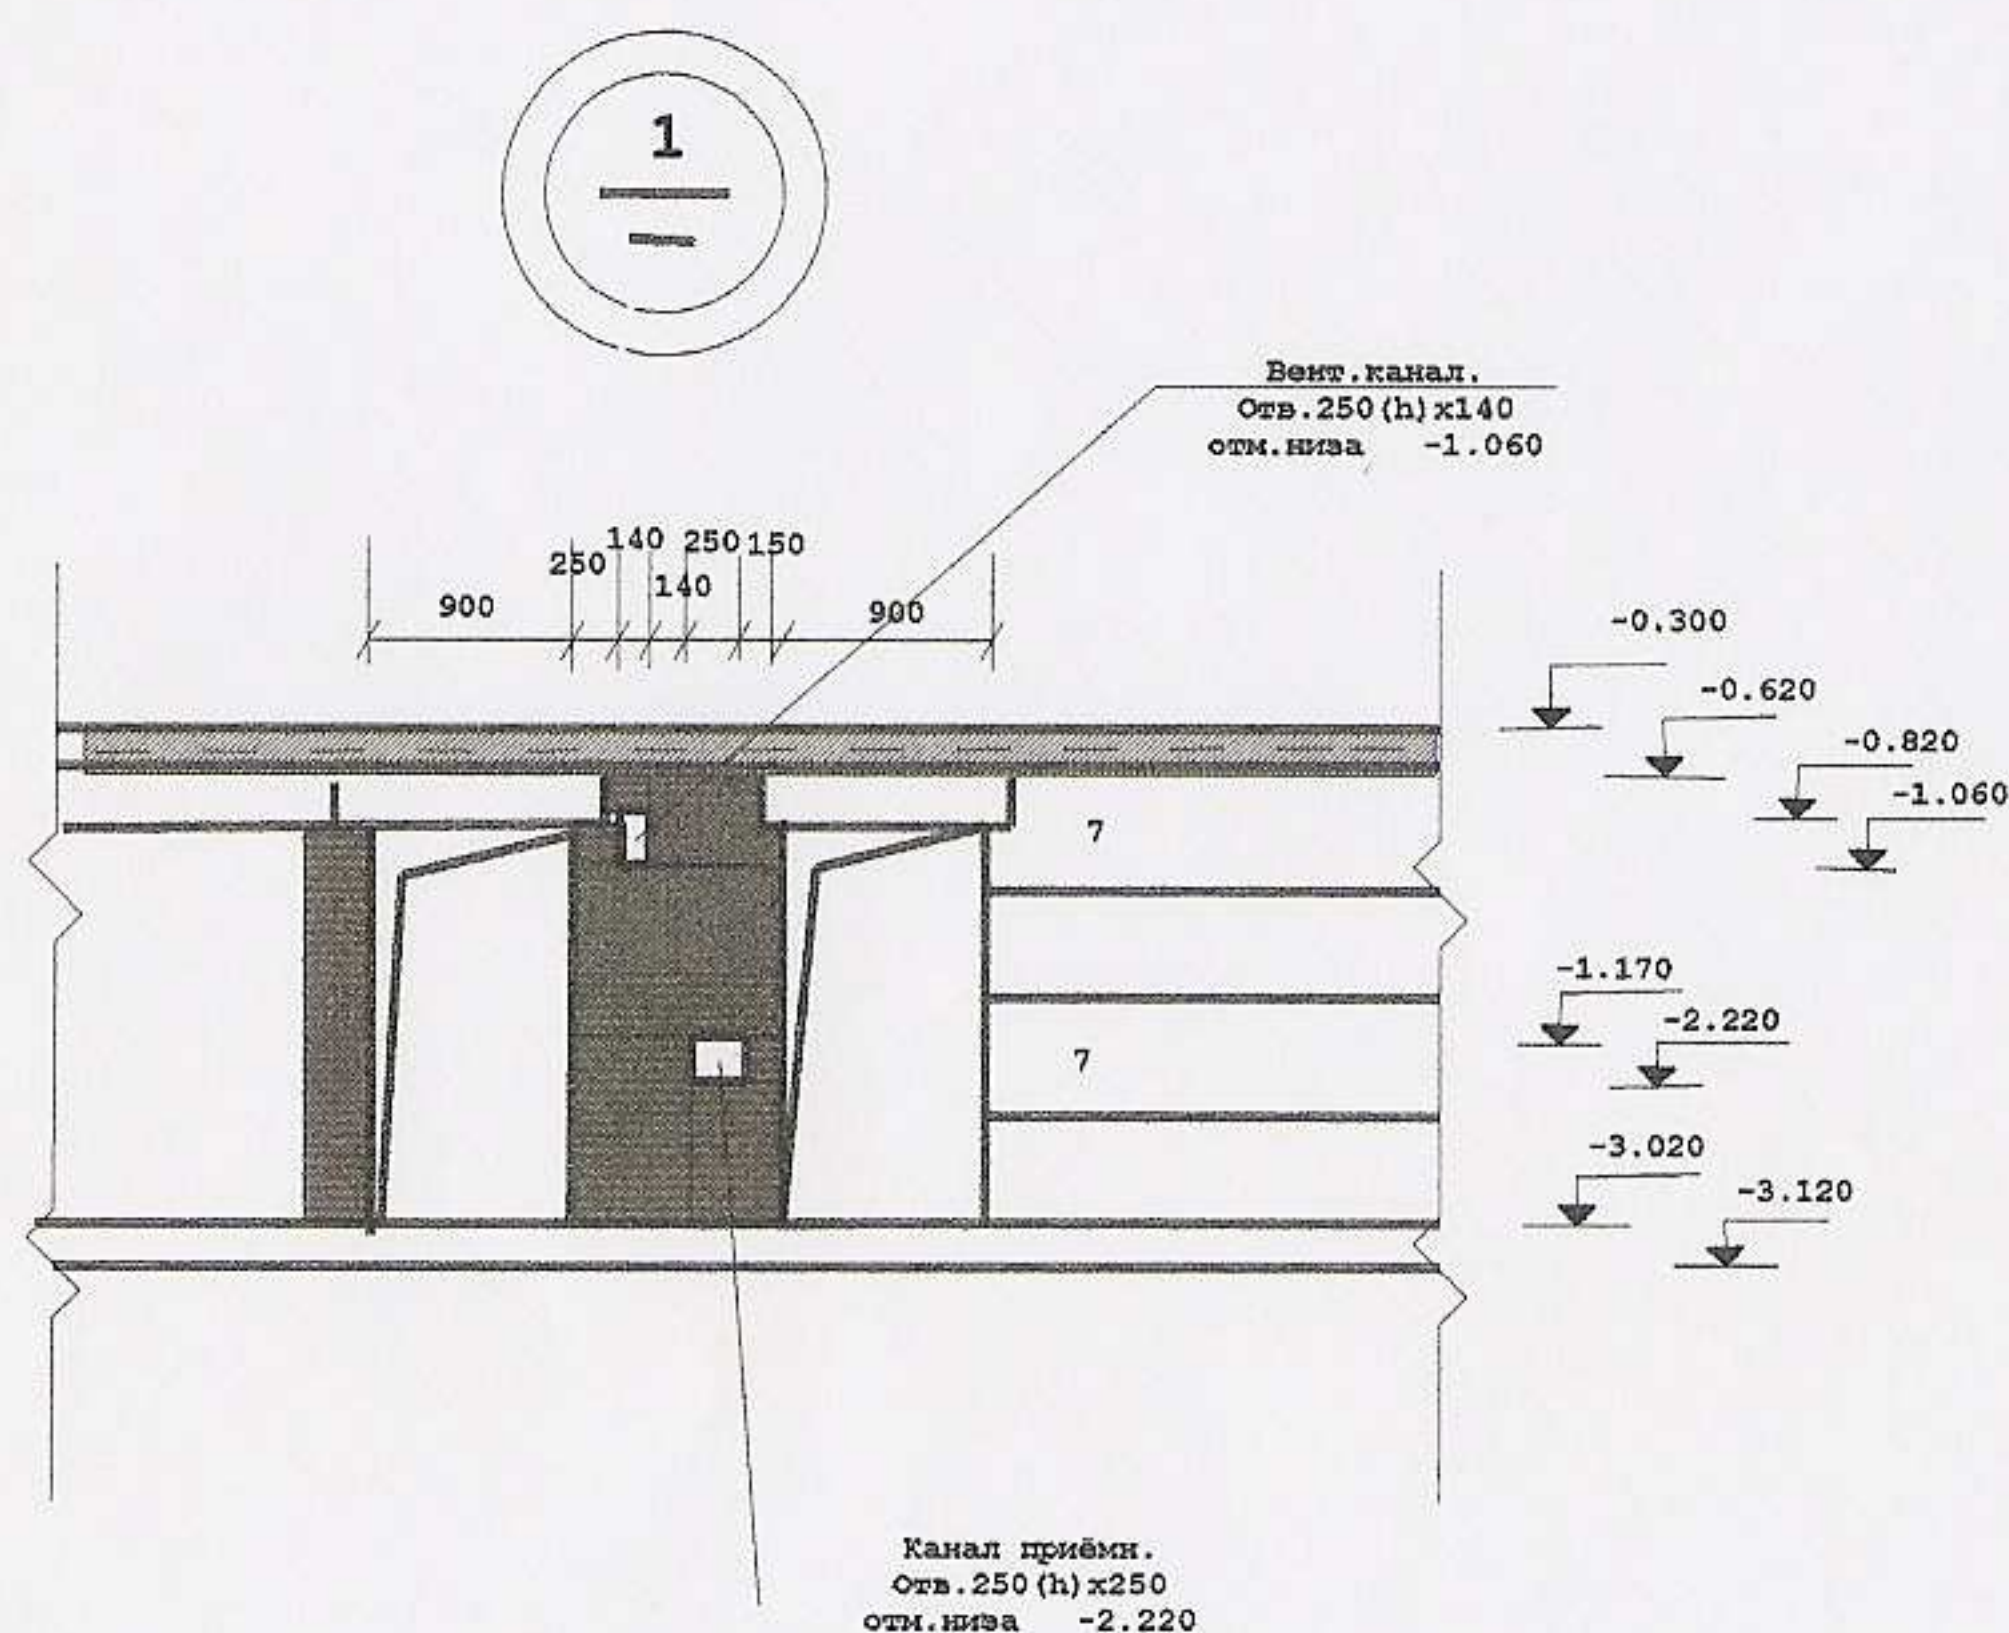 1
Вент.канал.
Отв.250(h)х140
отм.низа -1.060
140 250 150
250
140
900
900
-0.300
-0.620
-0.820
-1.060
7
-1.170
-2.220
7
-3.020
-3.120
Канал приёмн.
Отв.250(h)х250
отм.низа -2.220